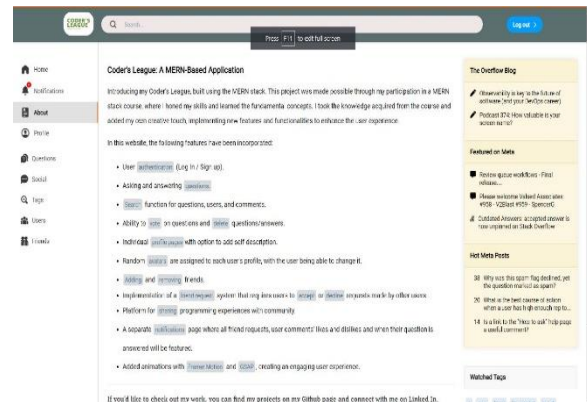 CODER'S
LEAGUE
Search...
Press F11 to exit full screen
Log out
Home
Notifications
About
Profile
Questions
Social
Tags
Users
Friends
Coder's League: A MERN-Based Application
Introducing my Coder's League, built using the MERN stack. This project was made possible through my participation in a MERN
stack course, where I honed my skills and learned the fundamental concepts. I took the knowledge acquired from the course and
added my own creative touch, implementing new features and functionalities to enhance the user experience.
In this website, the following features have been incorporated:
• User authentication (Log In / Sign up).
• Asking and answering questions.
• Search function for questions, users, and comments.
• Ability to vote on questions and delete questions/answers.
• Individual profile pages with option to add self description.
• Random avatars are assigned to each users profile, with the user being able to change it.
• Adding and removing friends.
• Implementation of a friend request system that requires users to accept or decline requests made by other users
• Platform for sharing programming experiences with community
• A separate notifications page where all friend requests, user comments' likes and dislikes and when their question is
answered will be featured.
• Added animations with Framer Motion and GSAP, creating an engaging user experience.
If you'd like to check out my work, you can find my projects on my Github page and connect with me on Linked In.
The Overflow Blog
Observability is key to the future of
software (and your DevOps career)
Podcast 374: How valuable is your
screen name?
Featured on Meta
Review queue workflows - Final
release...
Please welcome Valued Associates:
#958 - V2Blast #959 - SpencerG
Outdated Answers: accepted answer is
now unpinned on Stack Overflow
Hot Meta Posts
38 Why was this spam flag declined, yet
the question marked as spam?
20 What is the best course of action
when a user has high enough rep to...
14 Is a link to the "How to ask" help page
a useful comment?
Watched Tags